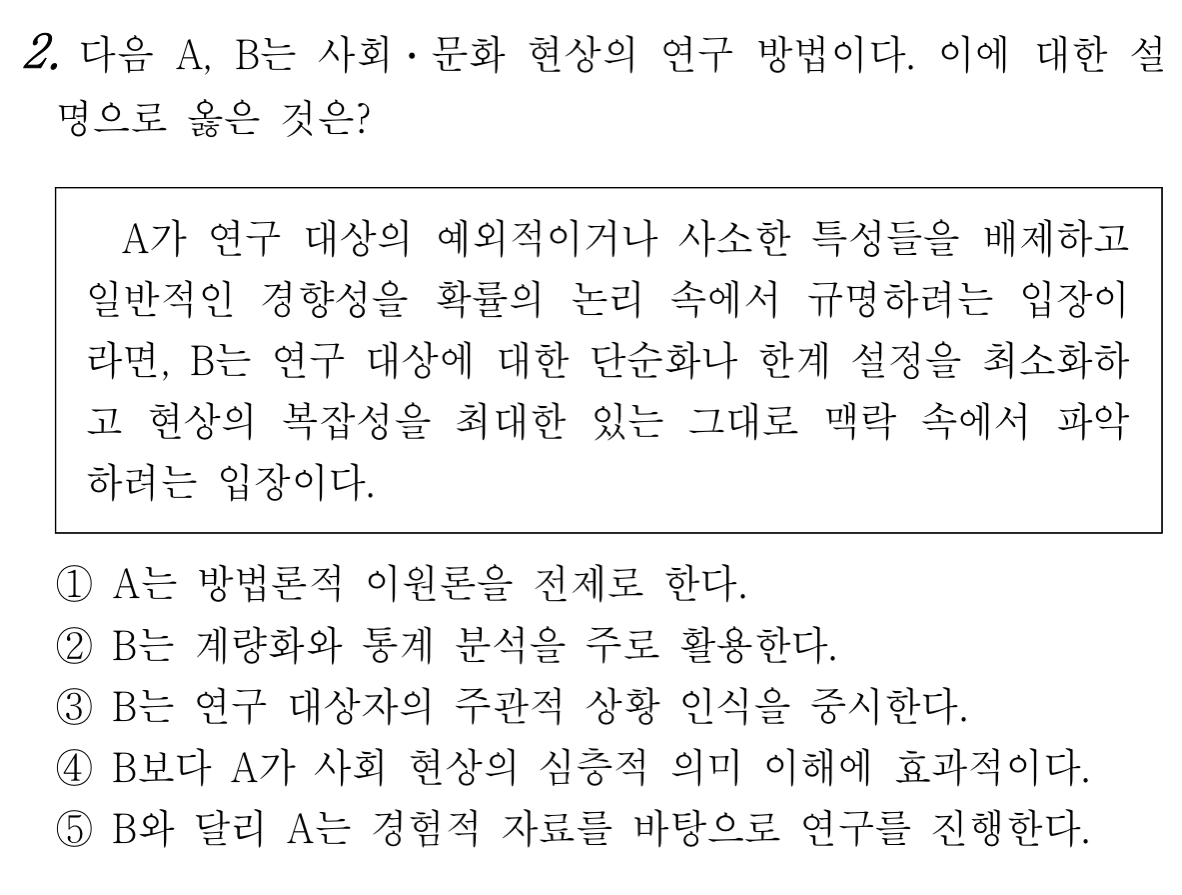 2. 다음 A, B는 사회・문화 현상의 연구 방법이다. 이에 대한 설
명으로 옳은 것은?
A가 연구 대상의 예외적이거나 사소한 특성들을 배제하고
일반적인 경향성을 확률의 논리 속에서 규명하려는 입장이
라면, B는 연구 대상에 대한 단순화나 한계 설정을 최소화하
고 현상의 복잡성을 최대한 있는 그대로 맥락 속에서 파악
하려는 입장이다.
① A는 방법론적 이원론을 전제로 한다.
② B는 계량화와 통계 분석을 주로 활용한다.
③ B는 연구 대상자의 주관적 상황 인식을 중시한다.
④ B보다 A가 사회 현상의 심층적 의미 이해에 효과적이다.
⑤ B와 달리 A는 경험적 자료를 바탕으로 연구를 진행한다.